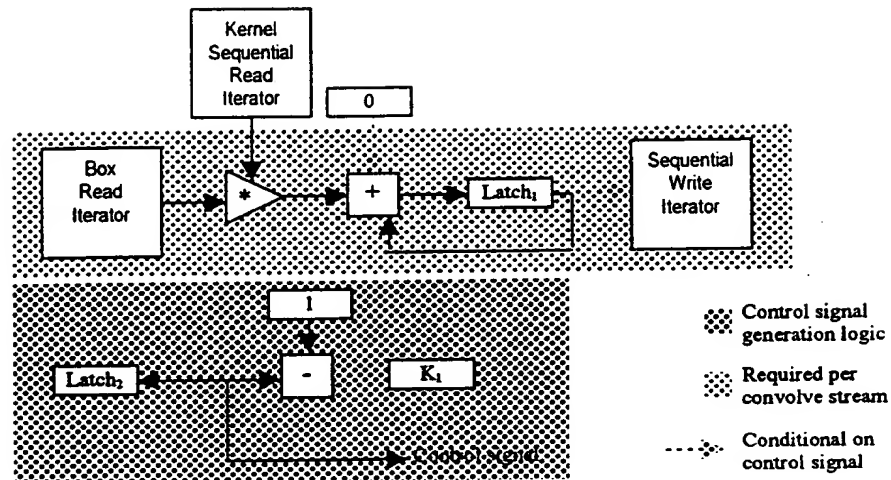 Kernel
Sequential
Read
Iterator
0
Box
Read
Iterator
*
+
Latch₁
Sequential
Write
Iterator
1
Latch₂
-
K₁
Control signal
Control signal
generation logic
Required per
convolve stream
Conditional on
control signal